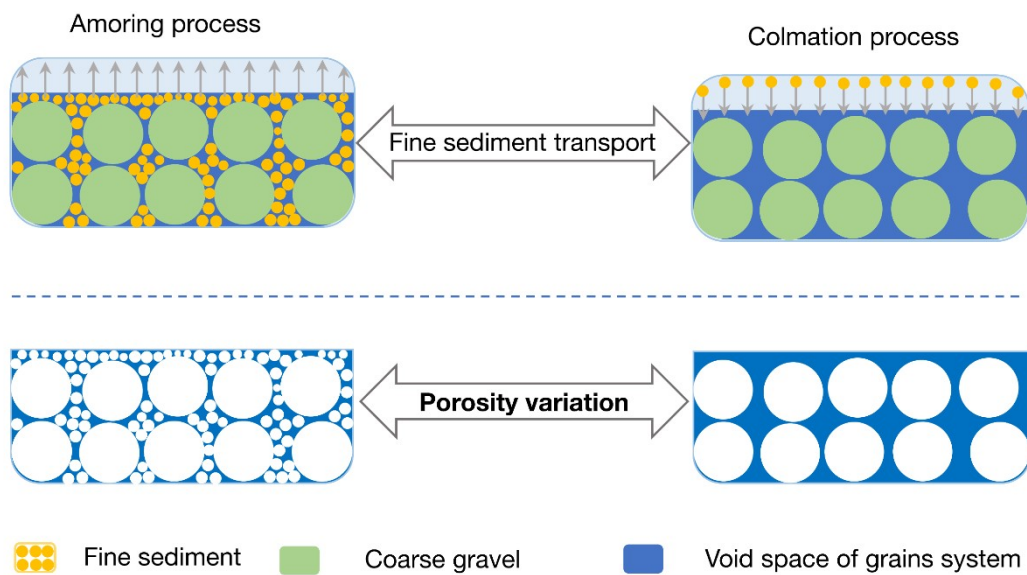 Amoring process
Colmation process
Fine sediment transport
Porosity variation
Fine sediment
Coarse gravel
Void space of grains system